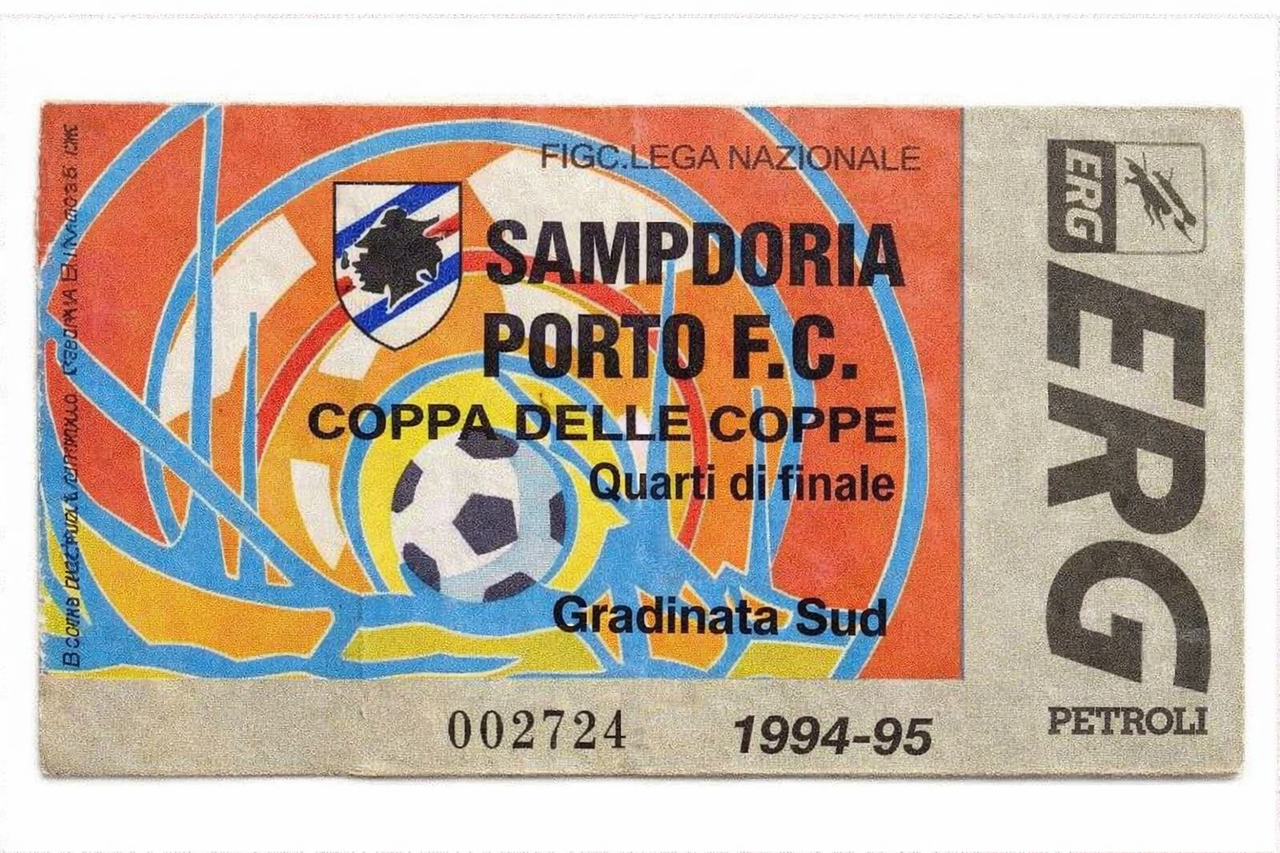 FIGC.LEGA NAZIONALE
SAMPDORIA
PORTO F.C.
COPPA DELLE COPPE
Quarti di finale
Gradinata Sud
002724
1994-95
ERG
ERG
PETROLI